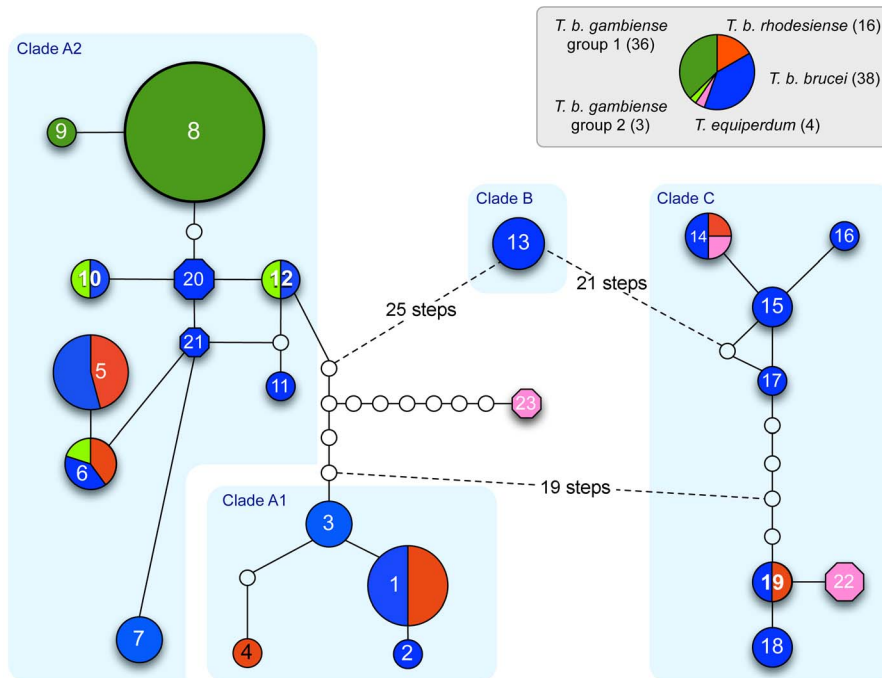 T. b. gambiense
group 1 (36)
T. b. rhodesiense (16)
T. b. brucei (38)
T. b. gambiense
group 2 (3)
T. equiperdum (4)
Clade A2
9
8
10
20
12
21
11
5
6
7
Clade B
13
25 steps
21 steps
23
19 steps
Clade A1
3
1
4
2
Clade C
14
16
15
17
19
22
18